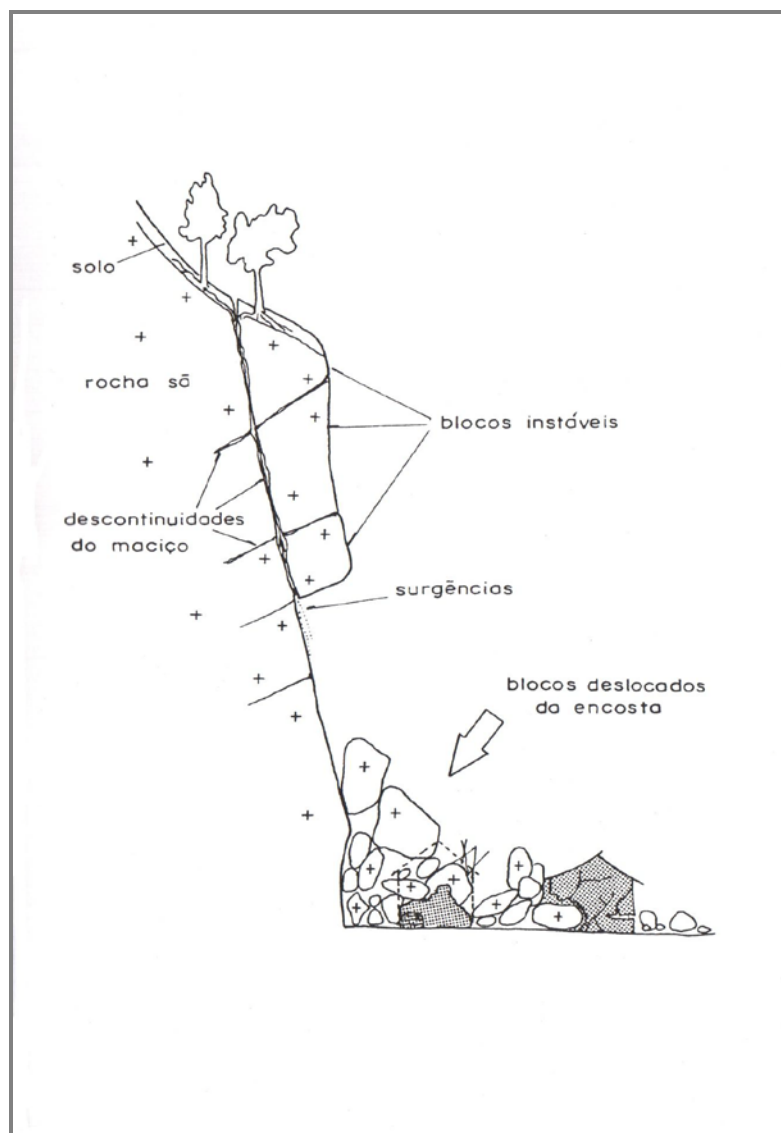 solo
rocha sã
blocos instáveis
descontinuidades
do maciço
surgências
blocos deslocados
da encosta